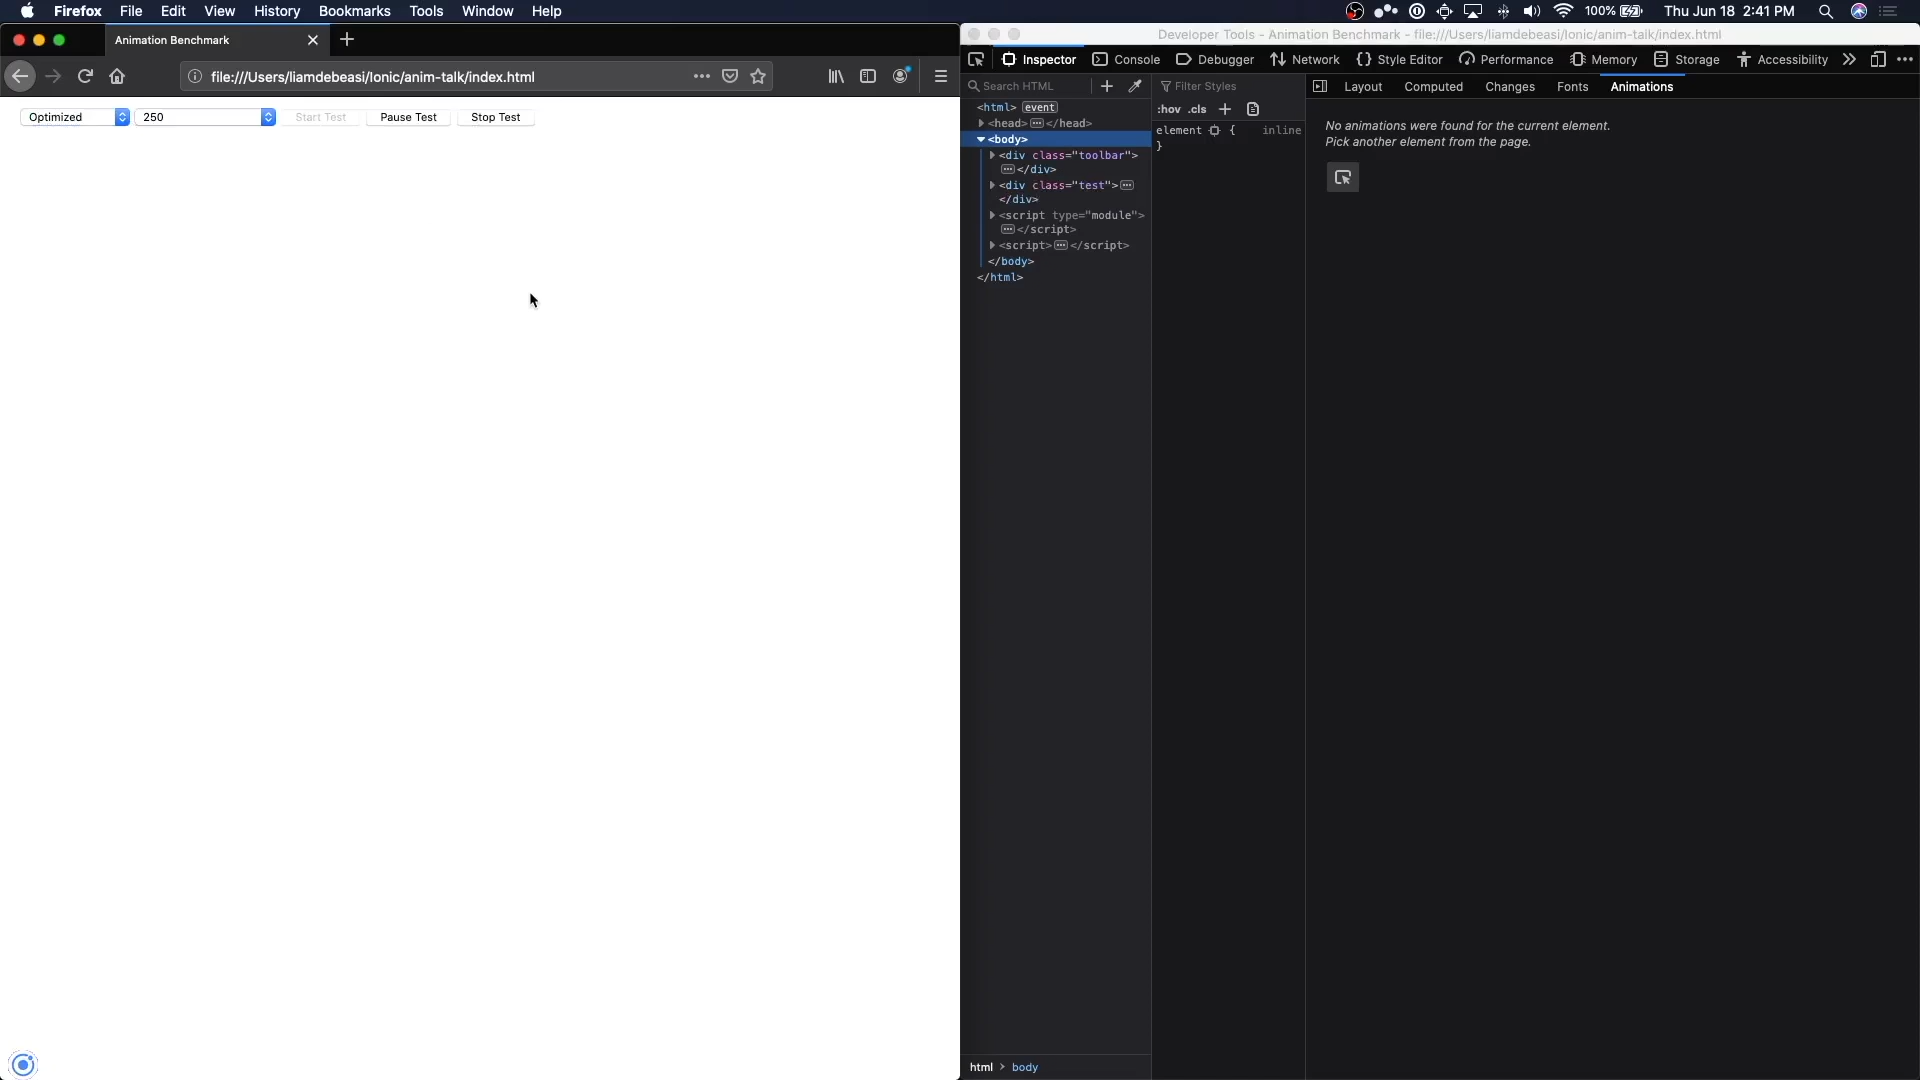 Firefox File Edit View History Bookmarks Tools Window Help
100% Thu Jun 18 2:41 PM
Animation Benchmark
file:///Users/liamdebeasi/Ionic/anim-talk/index.html
Optimized 250 Start Test Pause Test Stop Test
Developer Tools - Animation Benchmark - file:///Users/liamdebeasi/Ionic/anim-talk/index.html
Inspector Console Debugger Network Style Editor Performance Memory Storage Accessibility
Search HTML
<html> event
<head> </head>
<body>
<div class="toolbar">
</div>
<div class="test">
</div>
<script type="module">
</script>
<script> </script>
</body>
</html>
html > body
Filter Styles
:hov .cls
element { inline
}
Layout Computed Changes Fonts Animations
No animations were found for the current element.
Pick another element from the page.